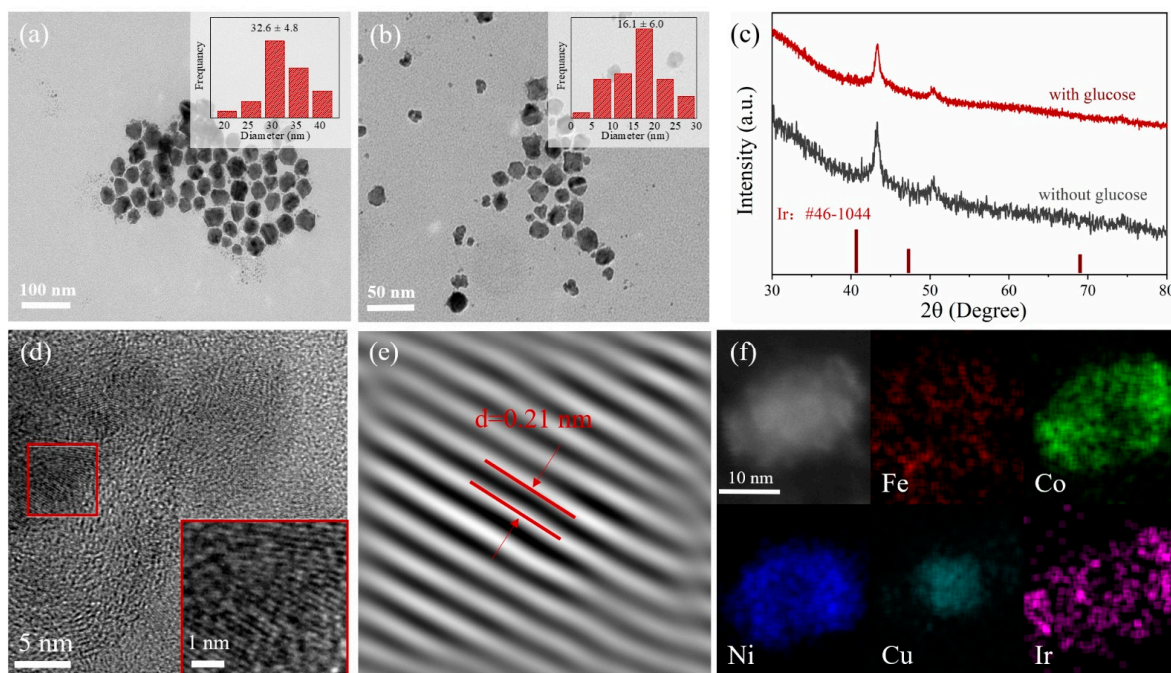 (a)
32.6 ± 4.8
Frequancy
20 25 30 35 40
Diameter (nm)
100 nm
(b)
16.1 ± 6.0
Frequancy
0 5 10 15 20 25 30
Diameter (nm)
50 nm
(c)
with glucose
without glucose
Ir: #46-1044
Intensity (a.u.)
30 40 50 60 70 80
2θ (Degree)
(d)
5 nm
1 nm
(e)
d=0.21 nm
(f)
10 nm
Fe
Co
Ni
Cu
Ir